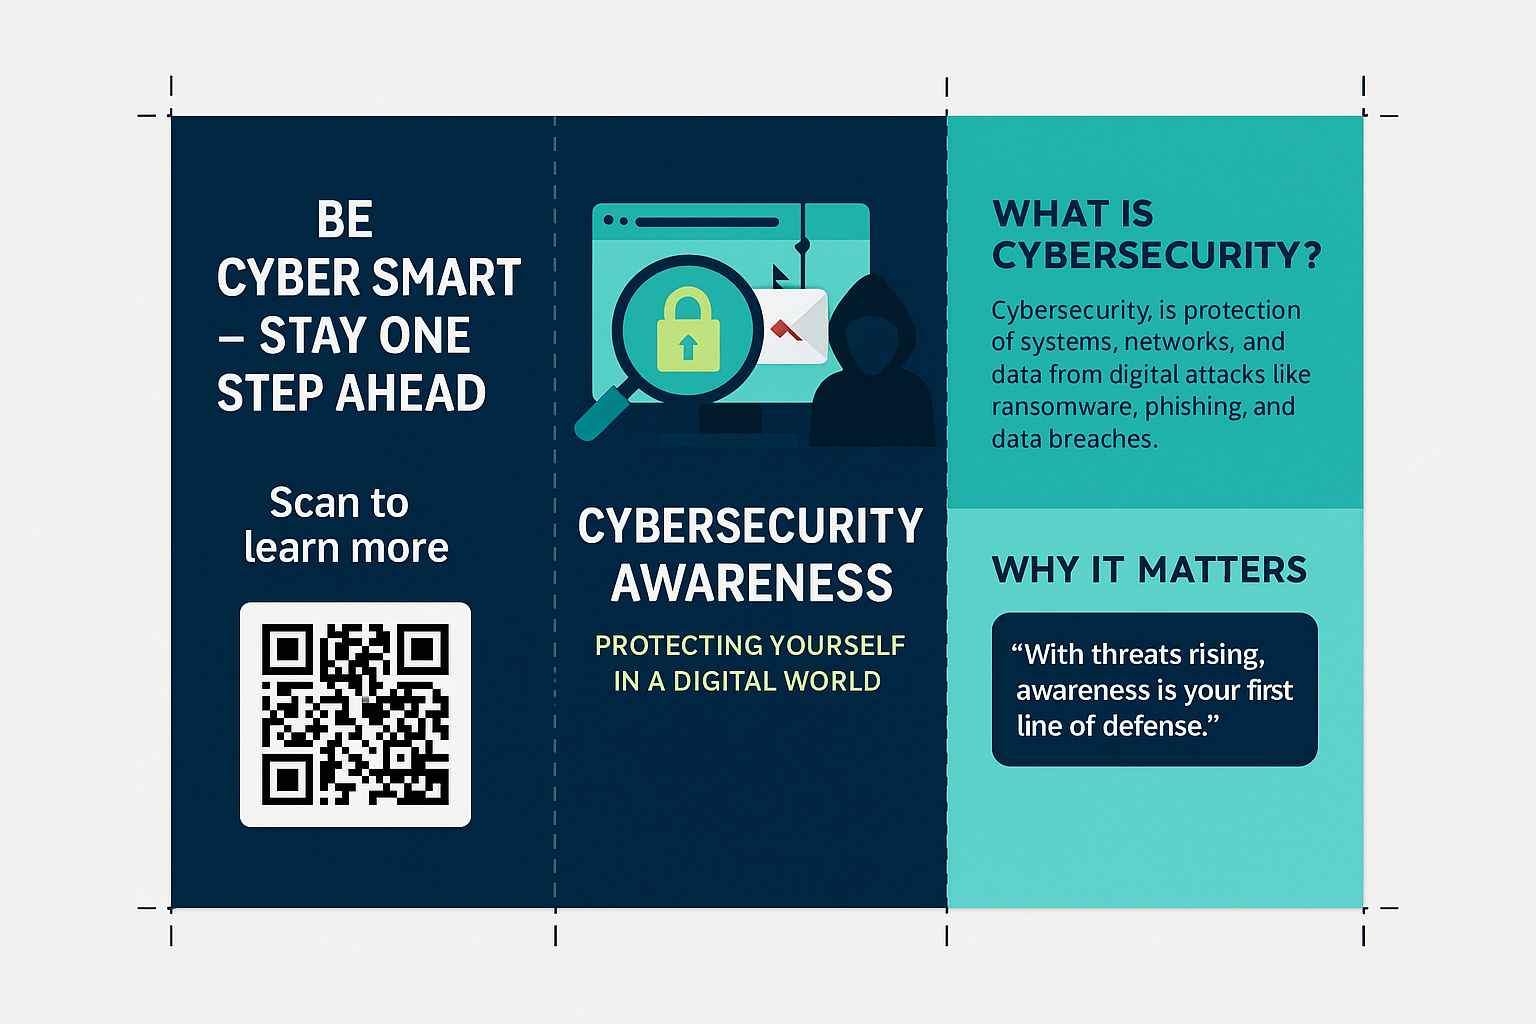 BE
CYBER SMART
– STAY ONE
STEP AHEAD
Scan to
learn more
CYBERSECURITY
AWARENESS
PROTECTING YOURSELF
IN A DIGITAL WORLD
WHAT IS
CYBERSECURITY?
Cybersecurity, is protection
of systems, networks, and
data from digital attacks like
ransomware, phishing, and
data breaches.
WHY IT MATTERS
“With threats rising,
awareness is your first
line of defense.”